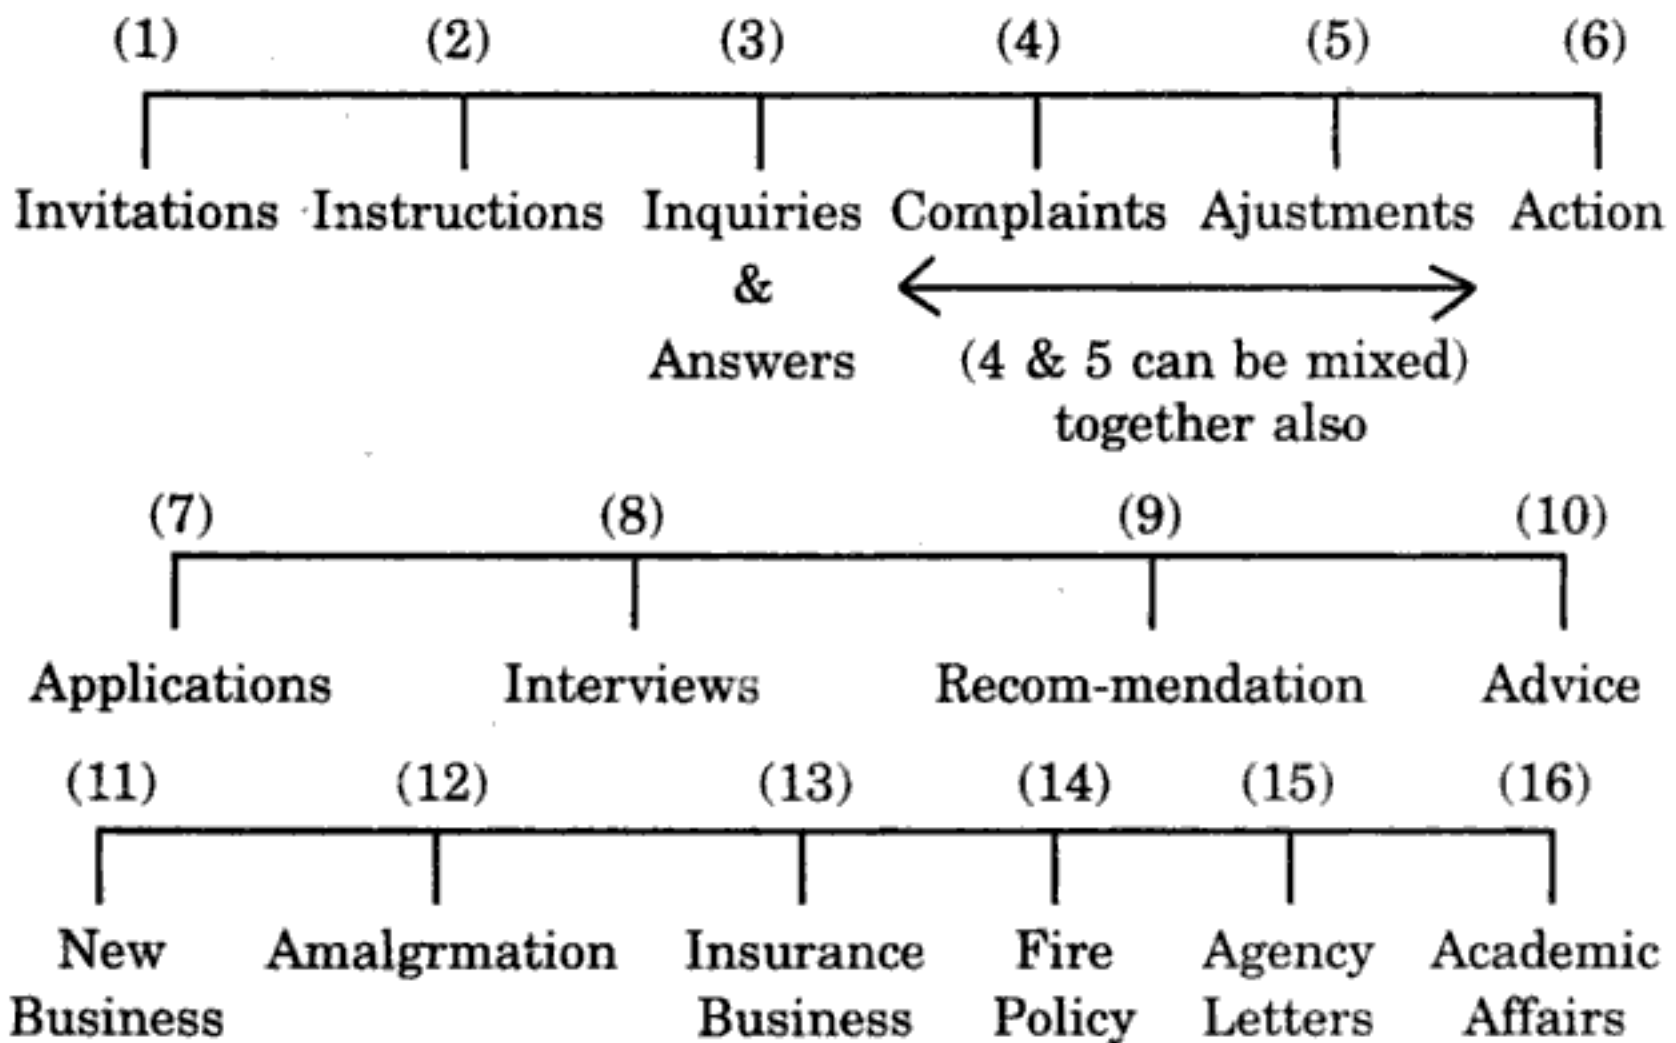 (1) (2) (3) (4) (5) (6)
Invitations Instructions Inquiries Complaints Ajustments Action
&
Answers (4 & 5 can be mixed)
together also
(7) (8) (9) (10)
Applications Interviews Recom-mendation Advice
(11) (12) (13) (14) (15) (16)
New Amalgrmation Insurance Fire Agency Academic
Business Business Policy Letters Affairs